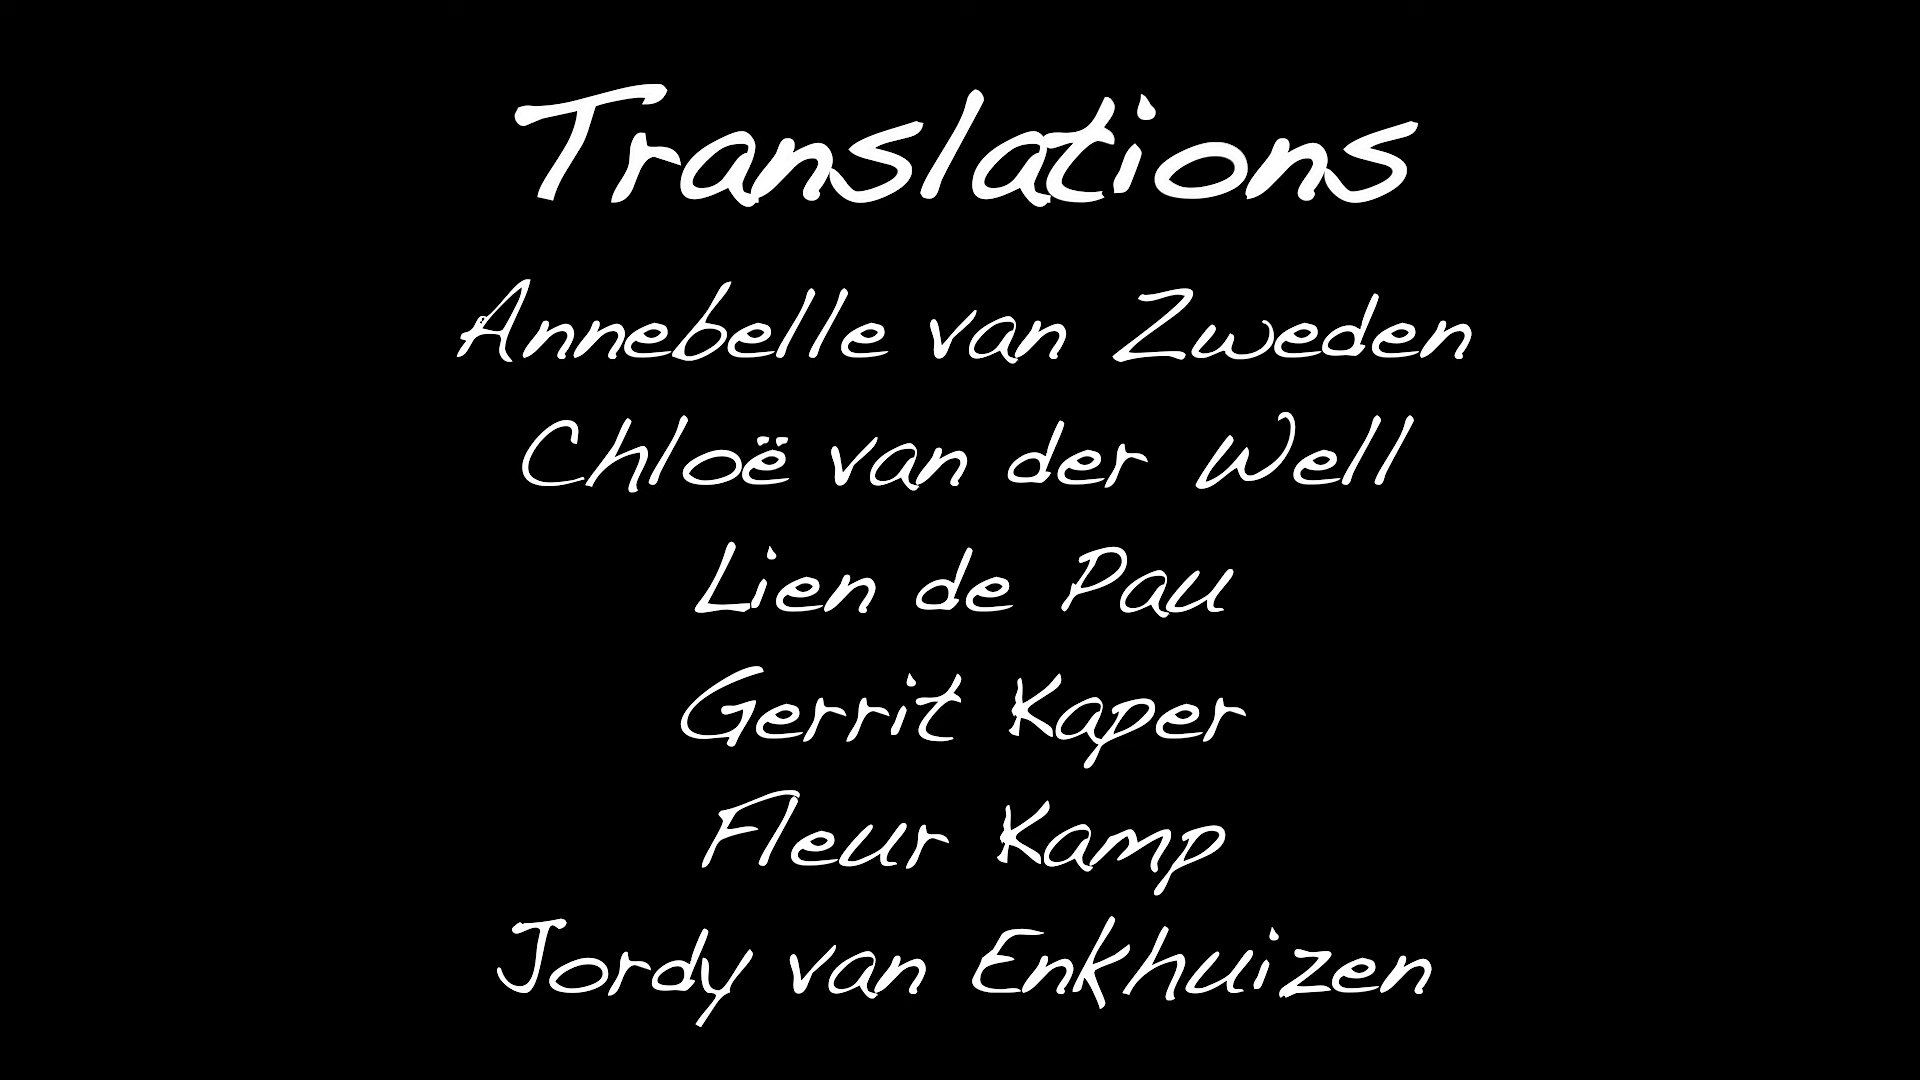 Translations
Annebelle van Zweden
Chloë van der Well
Lien de Pau
Gerrit Kaper
Fleur Kamp
Jordy van Enkhuizen